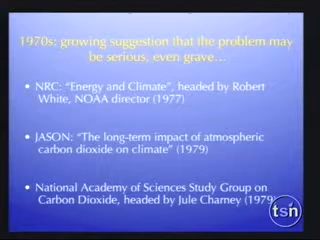 1970s: growing suggestion that the problem may
be serious, even grave…
• NRC: "Energy and Climate", headed by Robert
White, NOAA director (1977)
• JASON: "The long-term impact of atmospheric
carbon dioxide on climate" (1979)
• National Academy of Sciences Study Group on
Carbon Dioxide, headed by Jule Charney (1979
tsn